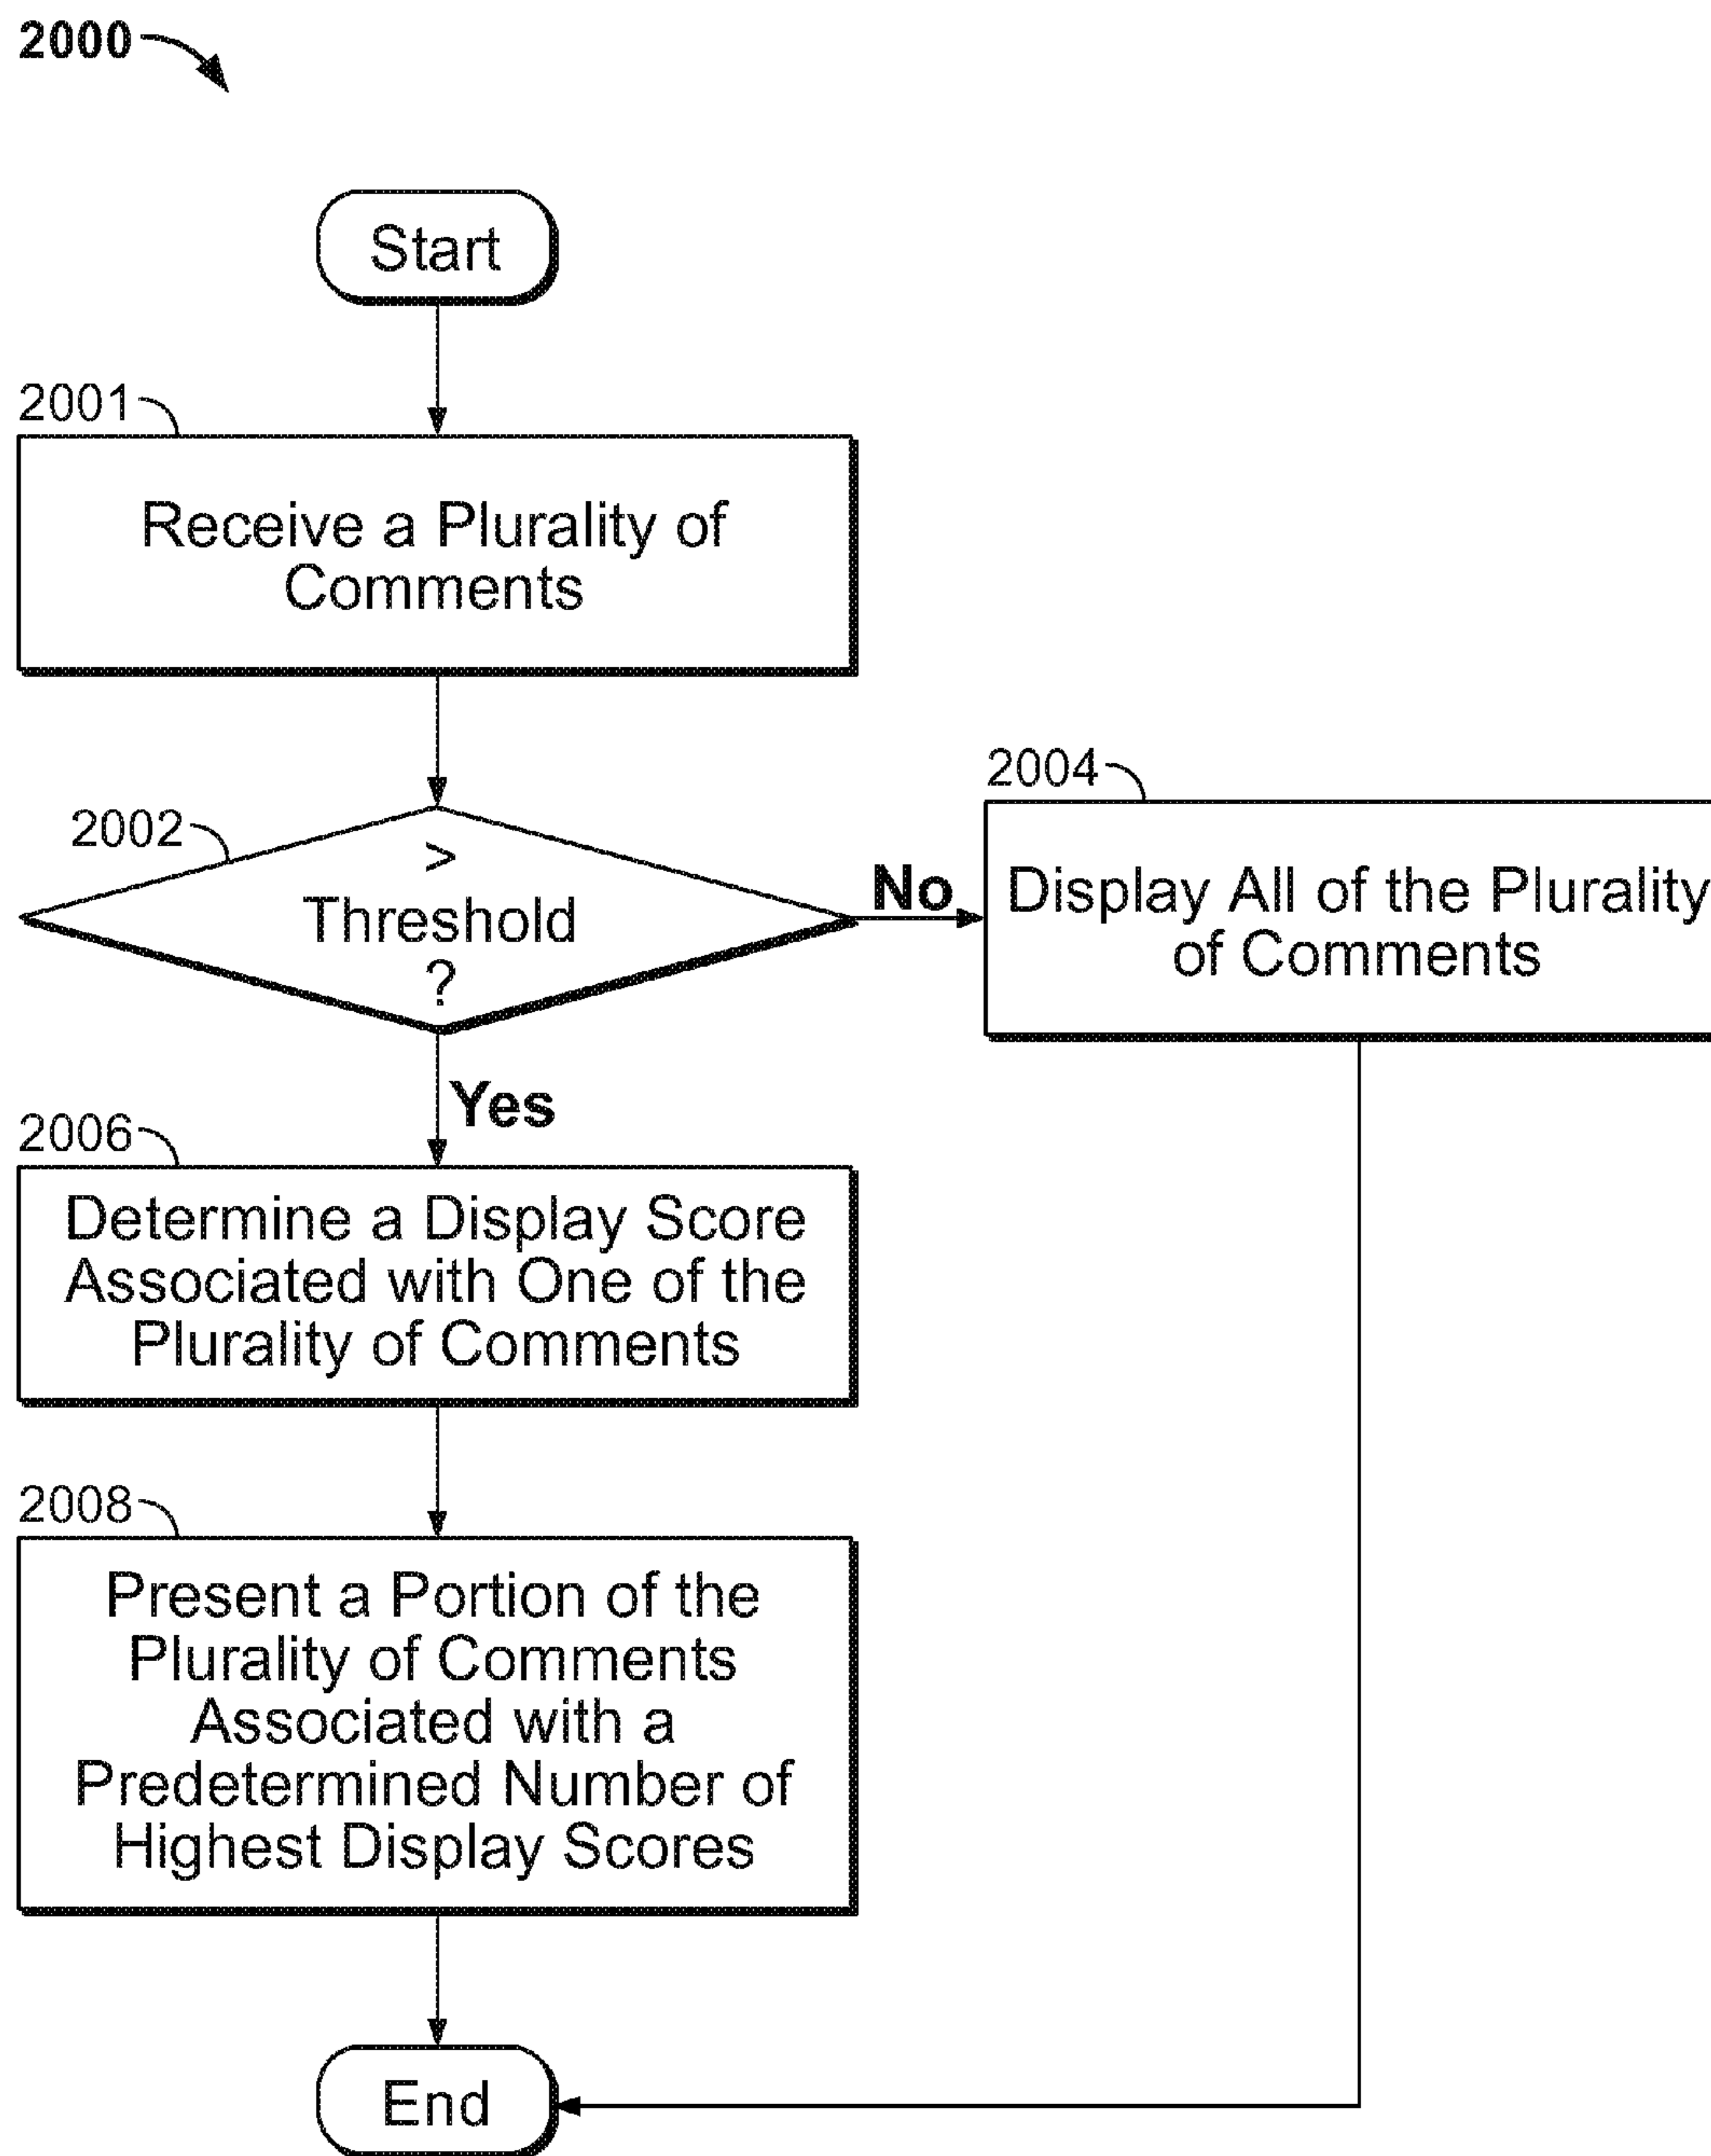 2000
Start
2001
Receive a Plurality of
Comments
2002
>
Threshold
?
No
2004
Display All of the Plurality
of Comments
Yes
2006
Determine a Display Score
Associated with One of the
Plurality of Comments
2008
Present a Portion of the
Plurality of Comments
Associated with a
Predetermined Number of
Highest Display Scores
End